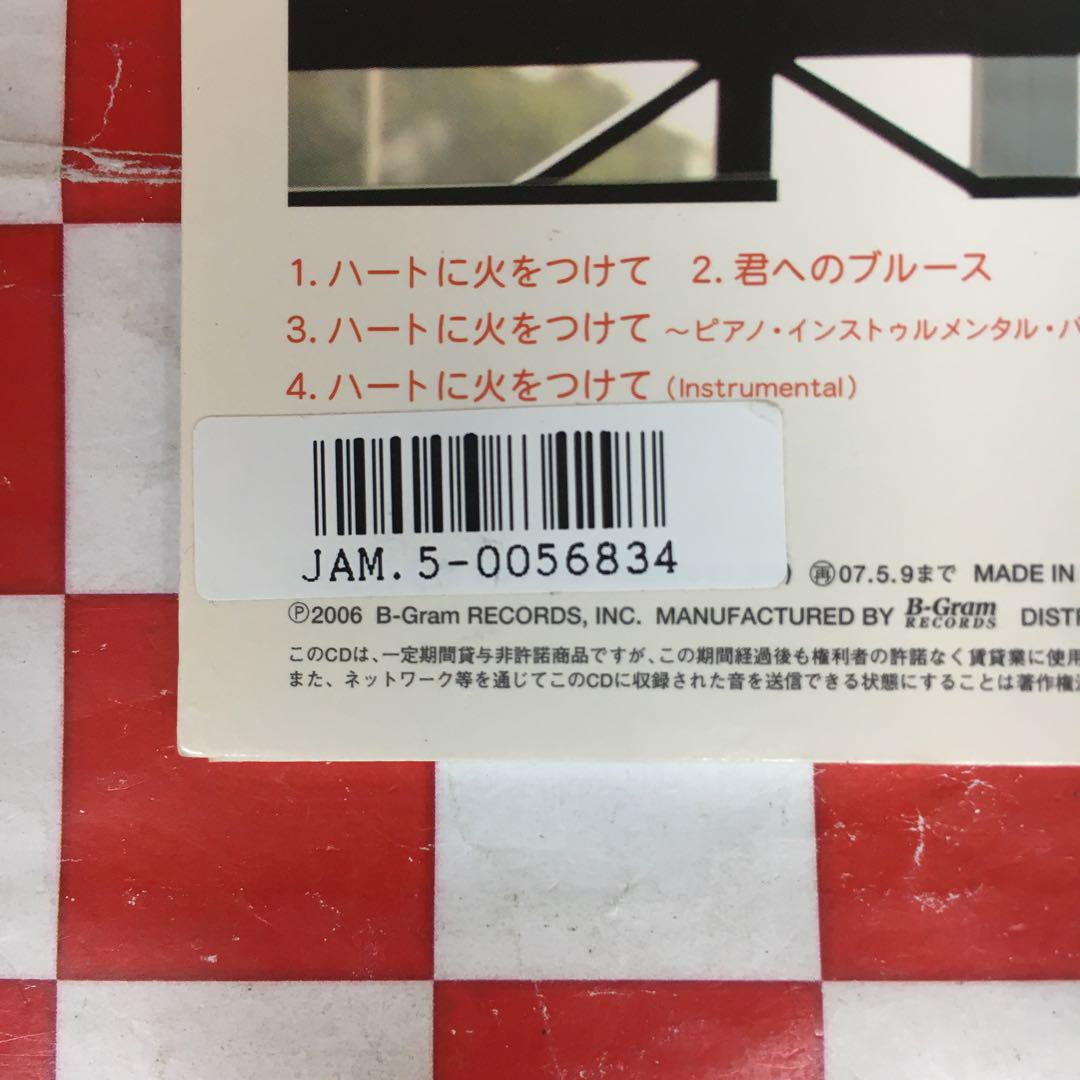 1. ハートに火をつけて 2. 君へのブルース
3. ハートに火をつけて ～ピアノ・インストゥルメンタル・バ
4. ハートに火をつけて (Instrumental)
JAM. 5-0056834
) 再07.5.9まで MADE IN
Ⓟ2006 B-Gram RECORDS, INC. MANUFACTURED BY B-Gram RECORDS DISTR
このCDは、一定期間貸与非許諾商品ですが、この期間経過後も権利者の許諾なく賃貸業に使用
また、ネットワーク等を通じてこのCDに収録された音を送信できる状態にすることは著作権法